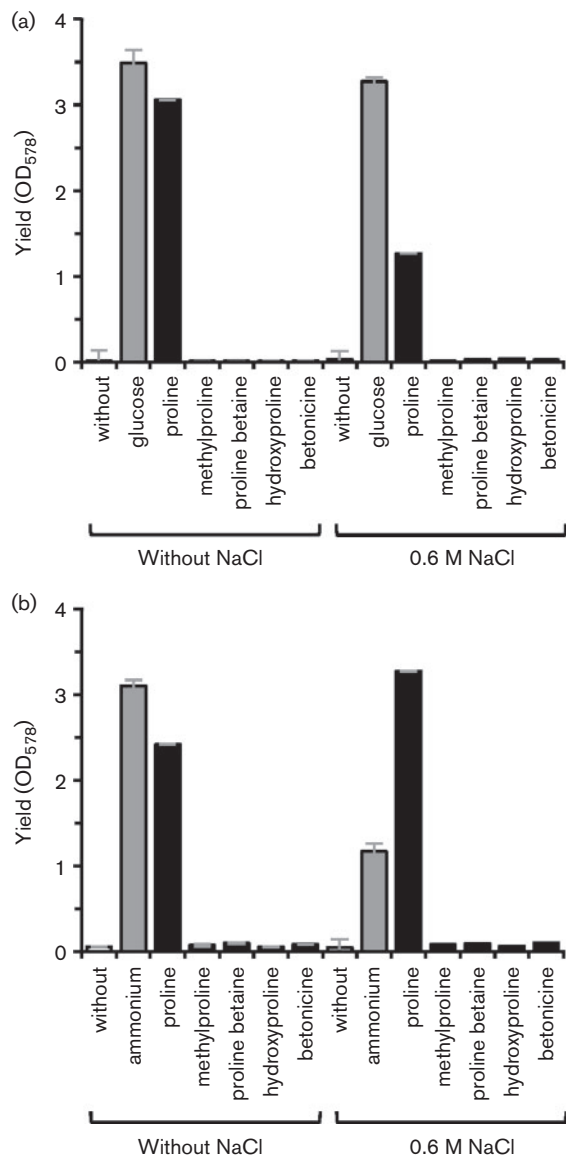 (a)
4
3
2
1
0
Yield (OD578)
without
glucose
proline
methylproline
proline betaine
hydroxyproline
betonicine
without
glucose
proline
methylproline
proline betaine
hydroxyproline
betonicine
Without NaCl
0.6 M NaCl
(b)
4
3
2
1
0
Yield (OD578)
without
ammonium
proline
methylproline
proline betaine
hydroxyproline
betonicine
without
ammonium
proline
methylproline
proline betaine
hydroxyproline
betonicine
Without NaCl
0.6 M NaCl